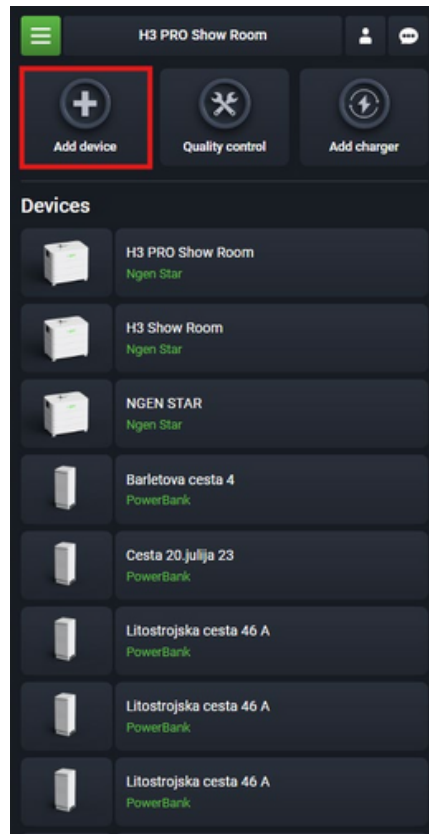 H3 PRO Show Room
Add device
Quality control
Add charger
Devices
H3 PRO Show Room
Ngen Star
H3 Show Room
Ngen Star
NGEN STAR
Ngen Star
Barletova cesta 4
PowerBank
Cesta 20.julija 23
PowerBank
Litostrojska cesta 46 A
PowerBank
Litostrojska cesta 46 A
PowerBank
Litostrojska cesta 46 A
PowerBank